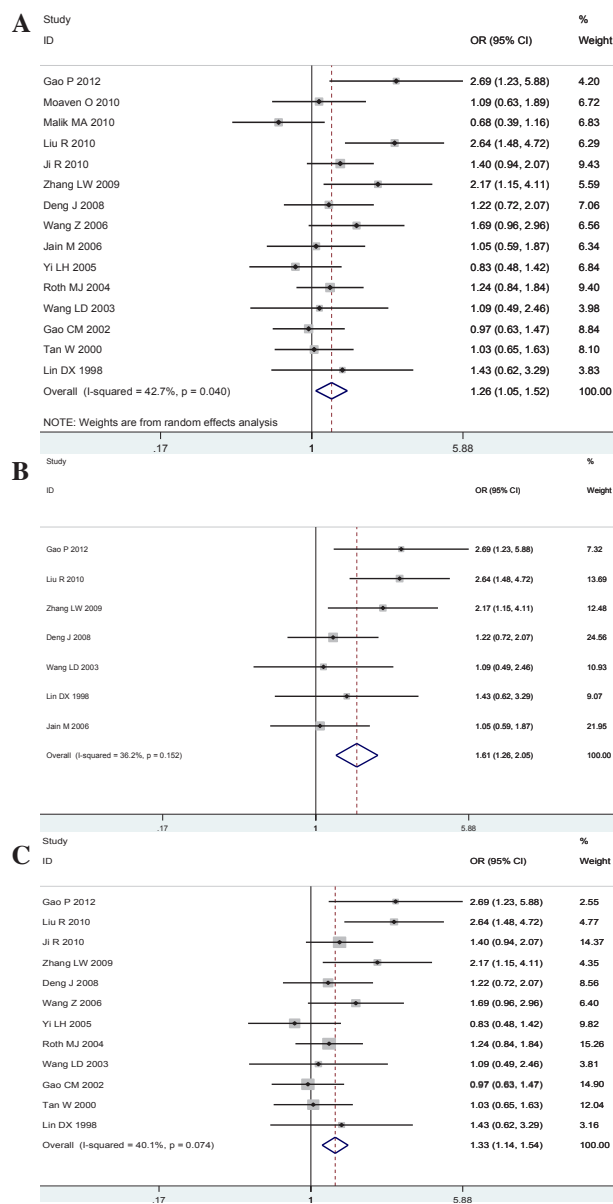 A
Study %
ID OR (95% CI) Weight
Gao P 2012 2.69 (1.23, 5.88) 4.20
Moaven O 2010 1.09 (0.63, 1.89) 6.72
Malik MA 2010 0.68 (0.39, 1.16) 6.83
Liu R 2010 2.64 (1.48, 4.72) 6.29
Ji R 2010 1.40 (0.94, 2.07) 9.43
Zhang LW 2009 2.17 (1.15, 4.11) 5.59
Deng J 2008 1.22 (0.72, 2.07) 7.06
Wang Z 2006 1.69 (0.96, 2.96) 6.56
Jain M 2006 1.05 (0.59, 1.87) 6.34
Yi LH 2005 0.83 (0.48, 1.42) 6.84
Roth MJ 2004 1.24 (0.84, 1.84) 9.40
Wang LD 2003 1.09 (0.49, 2.46) 3.98
Gao CM 2002 0.97 (0.63, 1.47) 8.84
Tan W 2000 1.03 (0.65, 1.63) 8.10
Lin DX 1998 1.43 (0.62, 3.29) 3.83
Overall (I-squared = 42.7%, p = 0.040) 1.26 (1.05, 1.52) 100.00
NOTE: Weights are from random effects analysis
.17 1 5.88
B
Study %
ID OR (95% CI) Weight
Gao P 2012 2.69 (1.23, 5.88) 7.32
Liu R 2010 2.64 (1.48, 4.72) 13.69
Zhang LW 2009 2.17 (1.15, 4.11) 12.48
Deng J 2008 1.22 (0.72, 2.07) 24.56
Wang LD 2003 1.09 (0.49, 2.46) 10.93
Lin DX 1998 1.43 (0.62, 3.29) 9.07
Jain M 2006 1.05 (0.59, 1.87) 21.95
Overall (I-squared = 36.2%, p = 0.152) 1.61 (1.26, 2.05) 100.00
.17 1 5.88
C
Study %
ID OR (95% CI) Weight
Gao P 2012 2.69 (1.23, 5.88) 2.55
Liu R 2010 2.64 (1.48, 4.72) 4.77
Ji R 2010 1.40 (0.94, 2.07) 14.37
Zhang LW 2009 2.17 (1.15, 4.11) 4.35
Deng J 2008 1.22 (0.72, 2.07) 8.56
Wang Z 2006 1.69 (0.96, 2.96) 6.40
Yi LH 2005 0.83 (0.48, 1.42) 9.82
Roth MJ 2004 1.24 (0.84, 1.84) 15.26
Wang LD 2003 1.09 (0.49, 2.46) 3.81
Gao CM 2002 0.97 (0.63, 1.47) 14.90
Tan W 2000 1.03 (0.65, 1.63) 12.04
Lin DX 1998 1.43 (0.62, 3.29) 3.16
Overall (I-squared = 40.1%, p = 0.074) 1.33 (1.14, 1.54) 100.00
.17 1 5.88